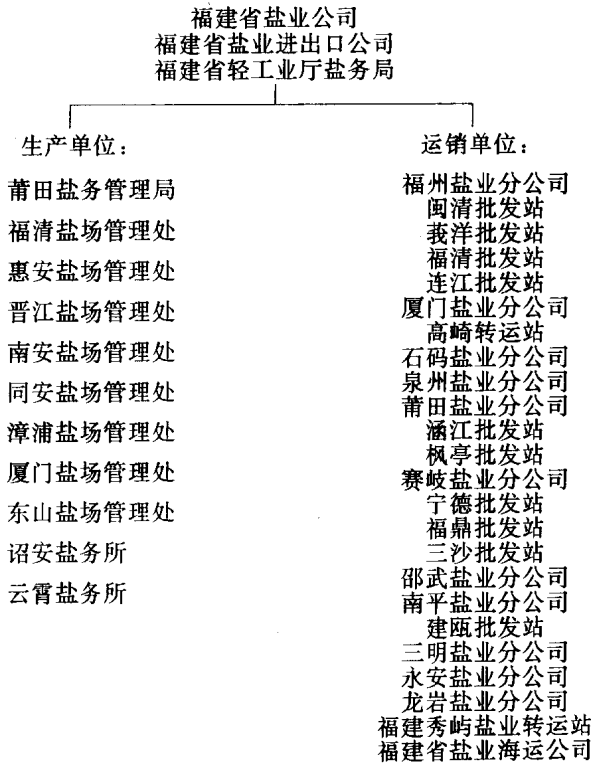 福建省盐业公司
福建省盐业进出口公司
福建省轻工业厅盐务局
生产单位：
莆田盐务管理局
福清盐场管理处
惠安盐场管理处
晋江盐场管理处
南安盐场管理处
同安盐场管理处
漳浦盐场管理处
厦门盐场管理处
东山盐场管理处
诏安盐务所
云霄盐务所
运销单位：
福州盐业分公司
闽清批发站
莪洋批发站
福清批发站
连江批发站
厦门盐业分公司
高崎转运站
石码盐业分公司
泉州盐业分公司
莆田盐业分公司
涵江批发站
枫亭批发站
赛岐盐业分公司
宁德批发站
福鼎批发站
三沙批发站
邵武盐业分公司
南平盐业分公司
建瓯批发站
三明盐业分公司
永安盐业分公司
龙岩盐业分公司
福建秀屿盐业转运站
福建省盐业海运公司